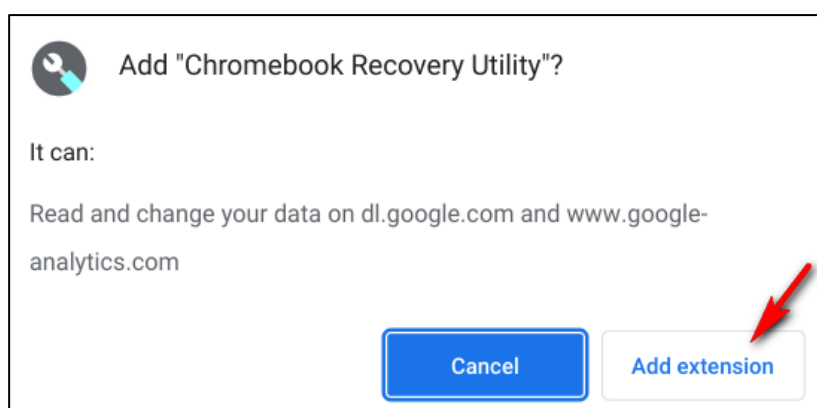 Add "Chromebook Recovery Utility"?
It can:
Read and change your data on dl.google.com and www.google-
analytics.com
Cancel
Add extension